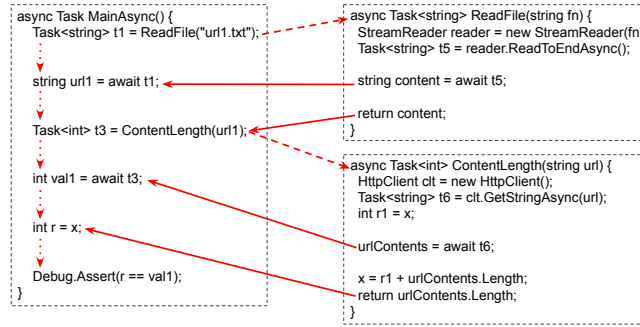 async Task MainAsync() {
Task<string> t1 = ReadFile("url1.txt");
string url1 = await t1;
Task<int> t3 = ContentLength(url1);
int val1 = await t3;
int r = x;
Debug.Assert(r == val1);
}
async Task<string> ReadFile(string fn) {
StreamReader reader = new StreamReader(fn
Task<string> t5 = reader.ReadToEndAsync();
string content = await t5;
return content;
}
async Task<int> ContentLength(string url) {
HttpClient clt = new HttpClient();
Task<string> t6 = clt.GetStringAsync(url);
int r1 = x;
urlContents = await t6;
x = r1 + urlContents.Length;
return urlContents.Length;
}